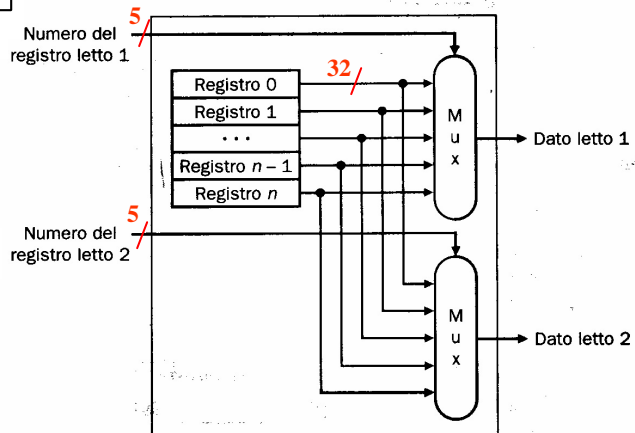 5
Numero del
registro letto 1
32
Registro 0
Registro 1
...
Registro n – 1
Registro n
M
u
x
Dato letto 1
5
Numero del
registro letto 2
M
u
x
Dato letto 2